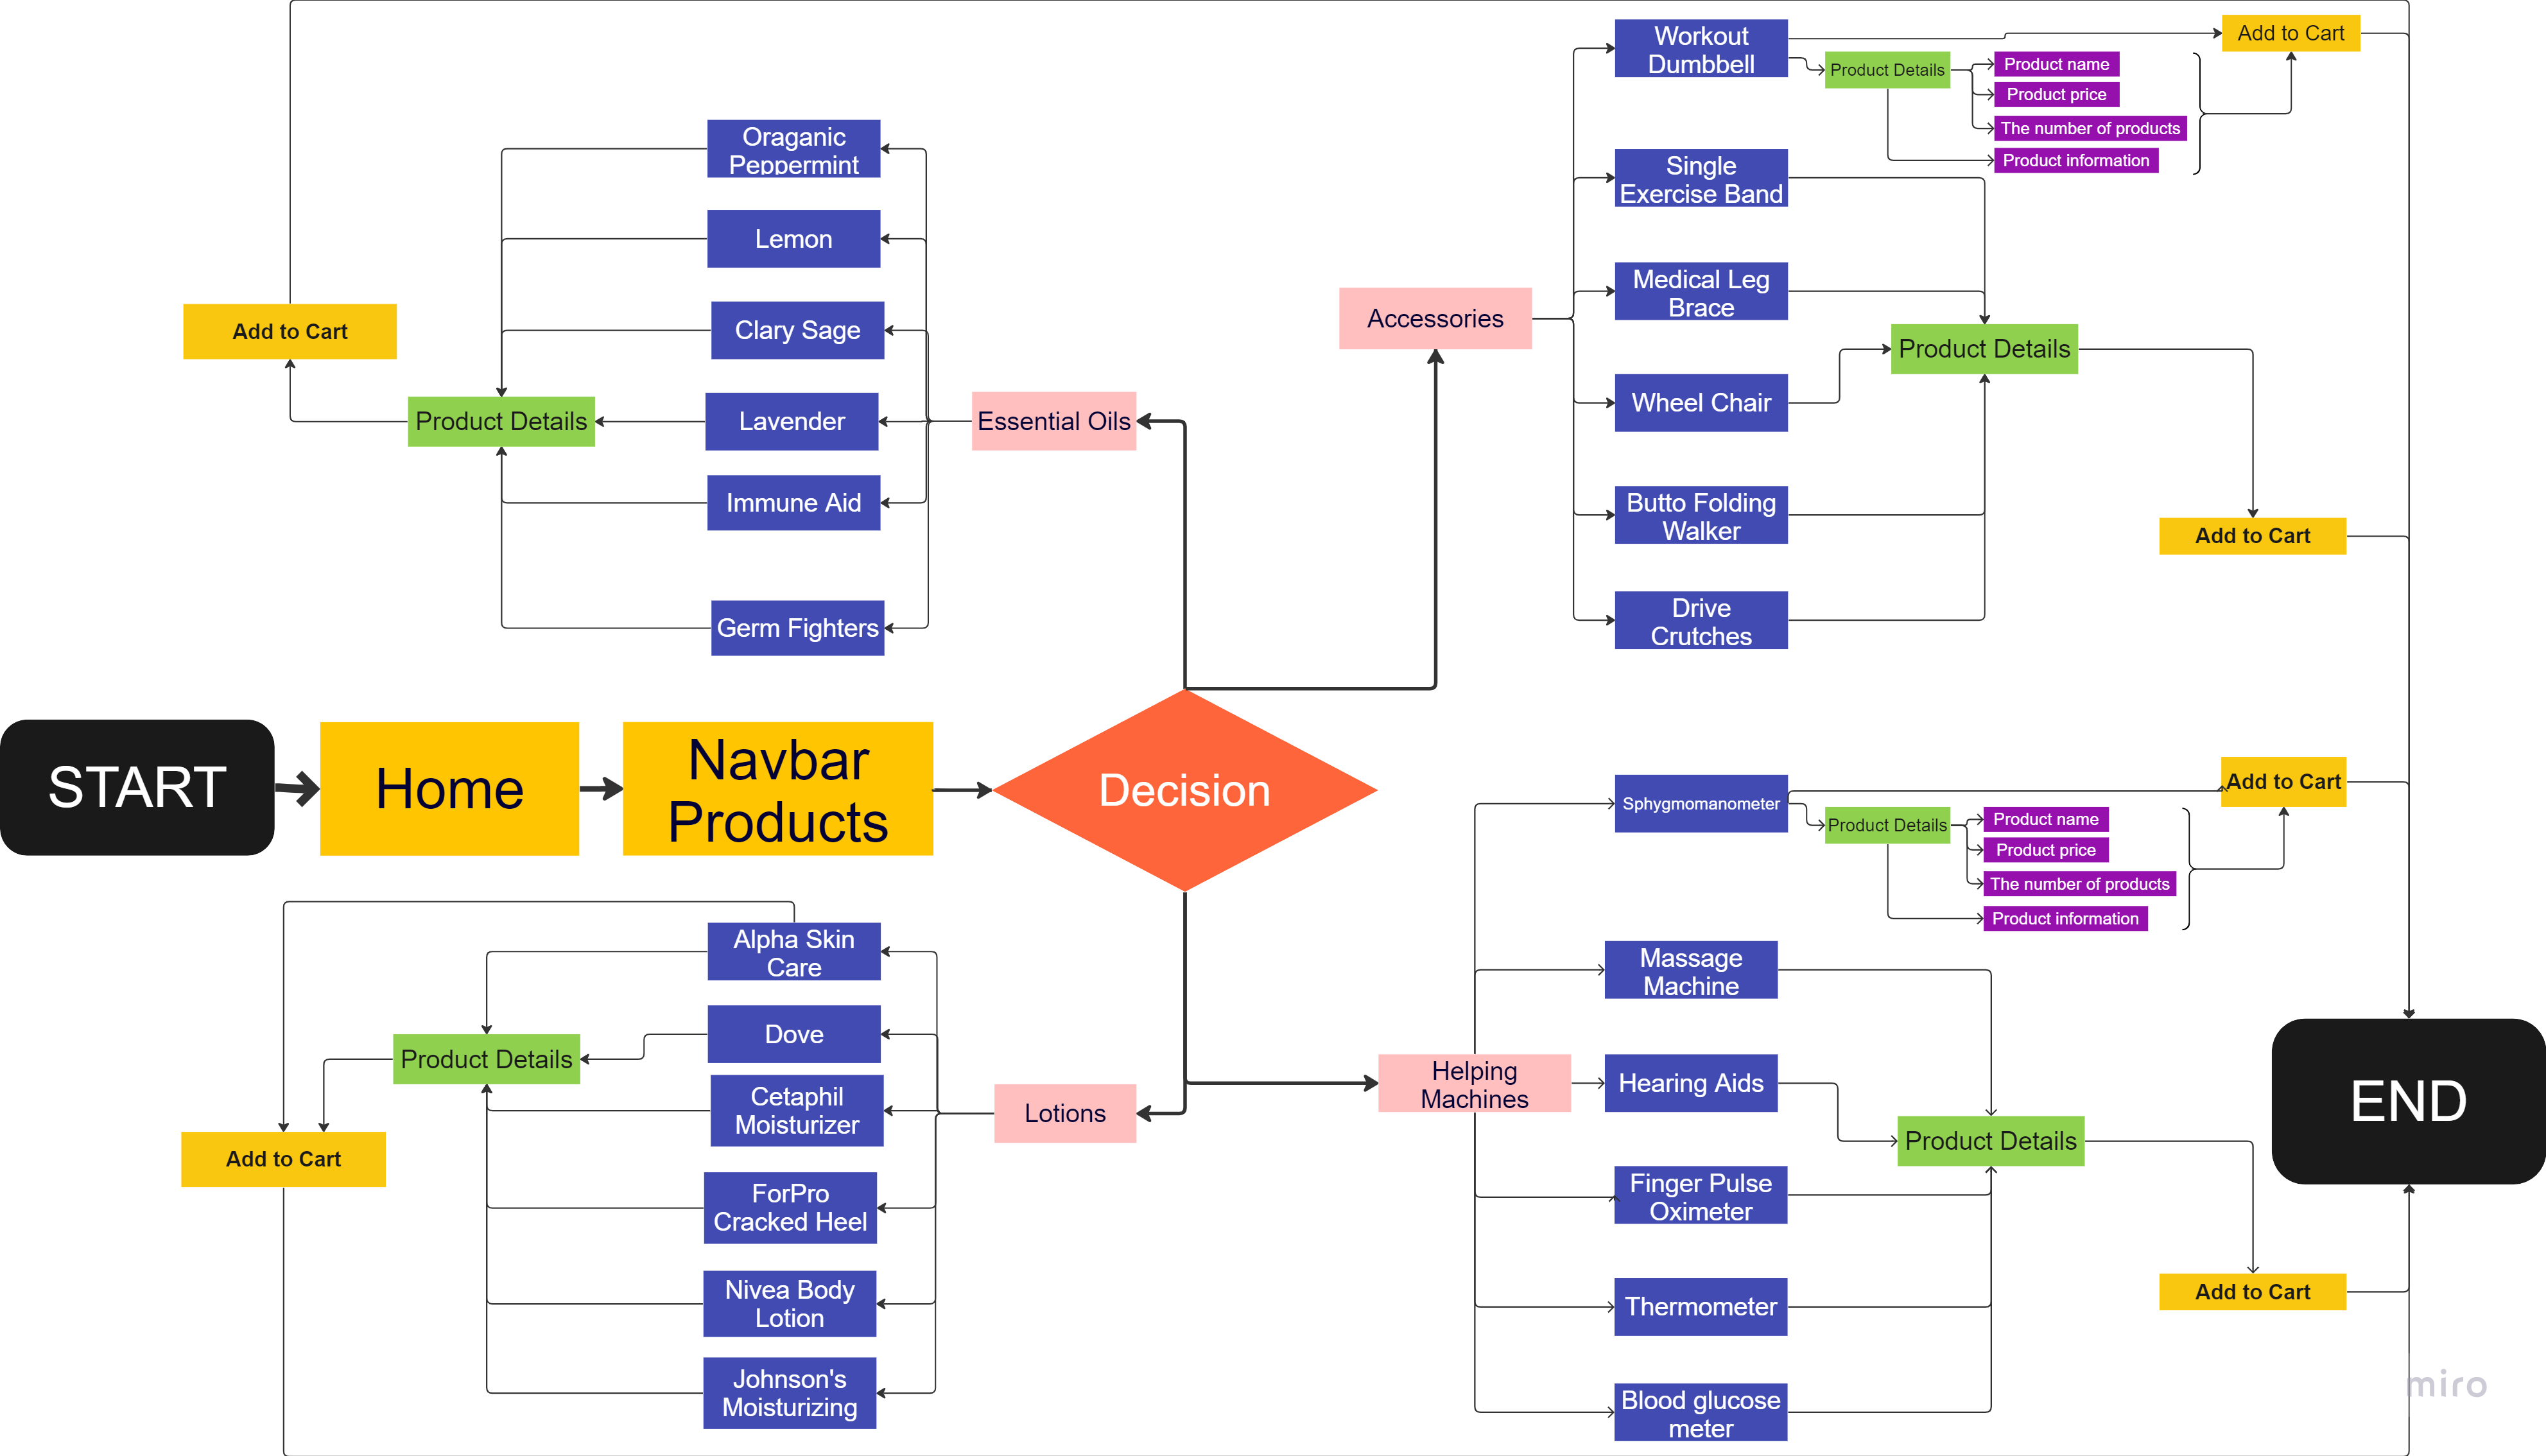 START
Home
Navbar
Products
Decision
Essential Oils
Oraganic
Peppermint
Lemon
Clary Sage
Lavender
Immune Aid
Germ Fighters
Product Details
Add to Cart
Accessories
Workout
Dumbbell
Product Details
Product name
Product price
The number of products
Product information
Add to Cart
Single
Exercise Band
Medical Leg
Brace
Wheel Chair
Butto Folding
Walker
Drive
Crutches
Product Details
Add to Cart
Lotions
Alpha Skin
Care
Dove
Cetaphil
Moisturizer
ForPro
Cracked Heel
Nivea Body
Lotion
Johnson's
Moisturizing
Product Details
Add to Cart
Helping
Machines
Sphygmomanometer
Product Details
Product name
Product price
The number of products
Product information
Add to Cart
Massage
Machine
Hearing Aids
Finger Pulse
Oximeter
Thermometer
Blood glucose
meter
Product Details
Add to Cart
END
miro